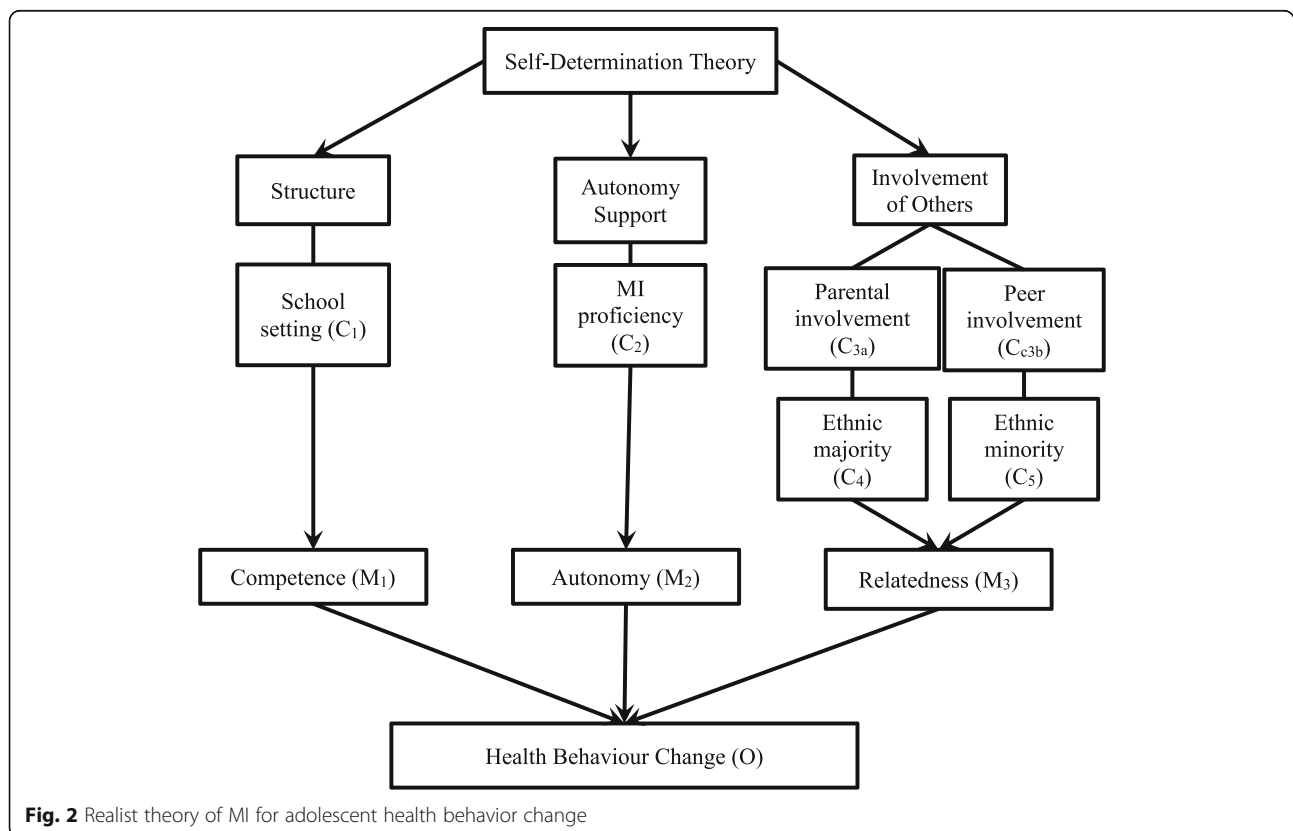 Self-Determination Theory
Structure
Autonomy
Support
Involvement
of Others
School
setting (C₁)
MI
proficiency
(C₂)
Parental
involvement
(C₃ₐ)
Peer
involvement
(C_c3b)
Ethnic
majority
(C₄)
Ethnic
minority
(C₅)
Competence (M₁)
Autonomy (M₂)
Relatedness (M₃)
Health Behaviour Change (O)
Fig. 2 Realist theory of MI for adolescent health behavior change